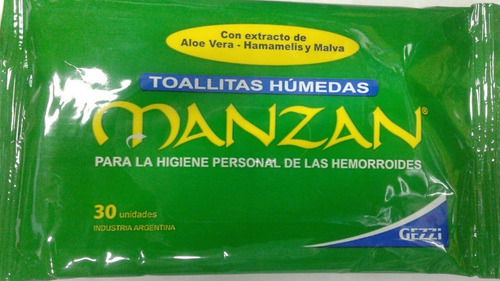 Con extracto de
Aloe Vera - Hamamelis y Malva
TOALLITAS HÚMEDAS
MANZAN®
PARA LA HIGIENE PERSONAL DE LAS HEMORROIDES
30 unidades
INDUSTRIA ARGENTINA
GEZZI